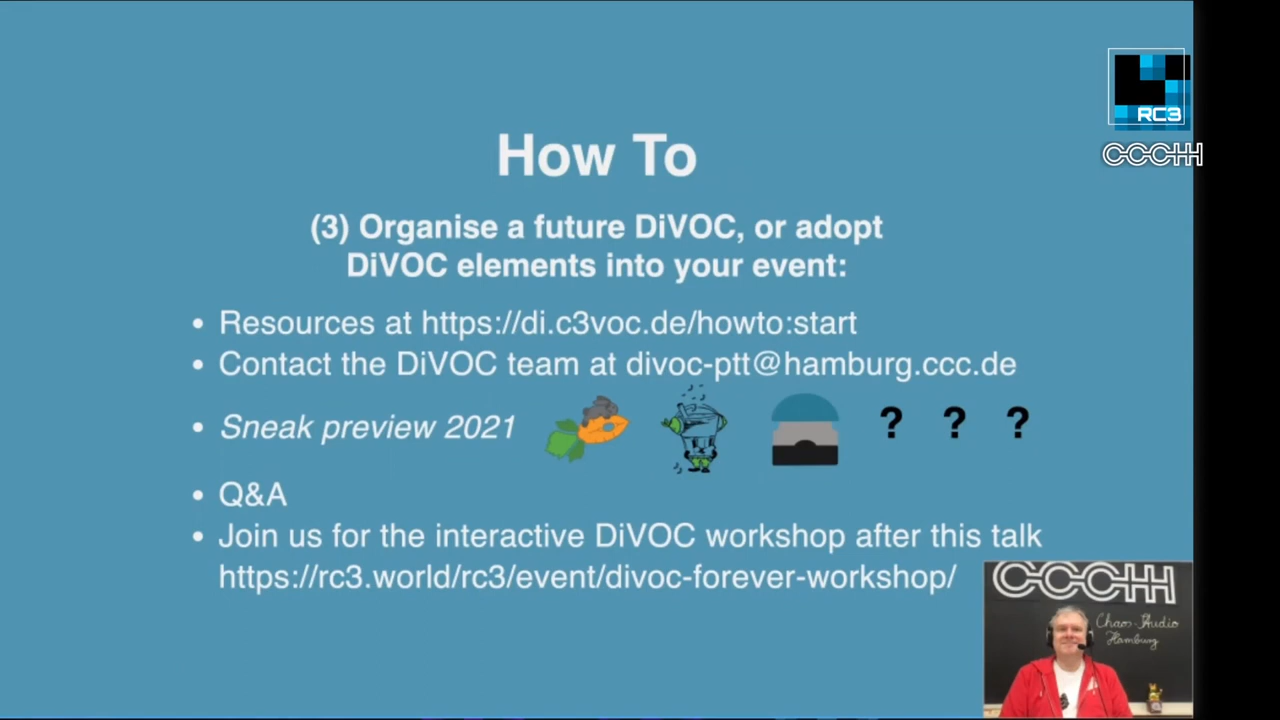 RC3
CCCHH
How To
(3) Organise a future DiVOC, or adopt
DiVOC elements into your event:
• Resources at https://di.c3voc.de/howto:start
• Contact the DiVOC team at divoc-ptt@hamburg.ccc.de
• Sneak preview 2021 ? ? ?
• Q&A
• Join us for the interactive DiVOC workshop after this talk
https://rc3.world/rc3/event/divoc-forever-workshop/
CCCHH
Chaos-Audio
Hamburg